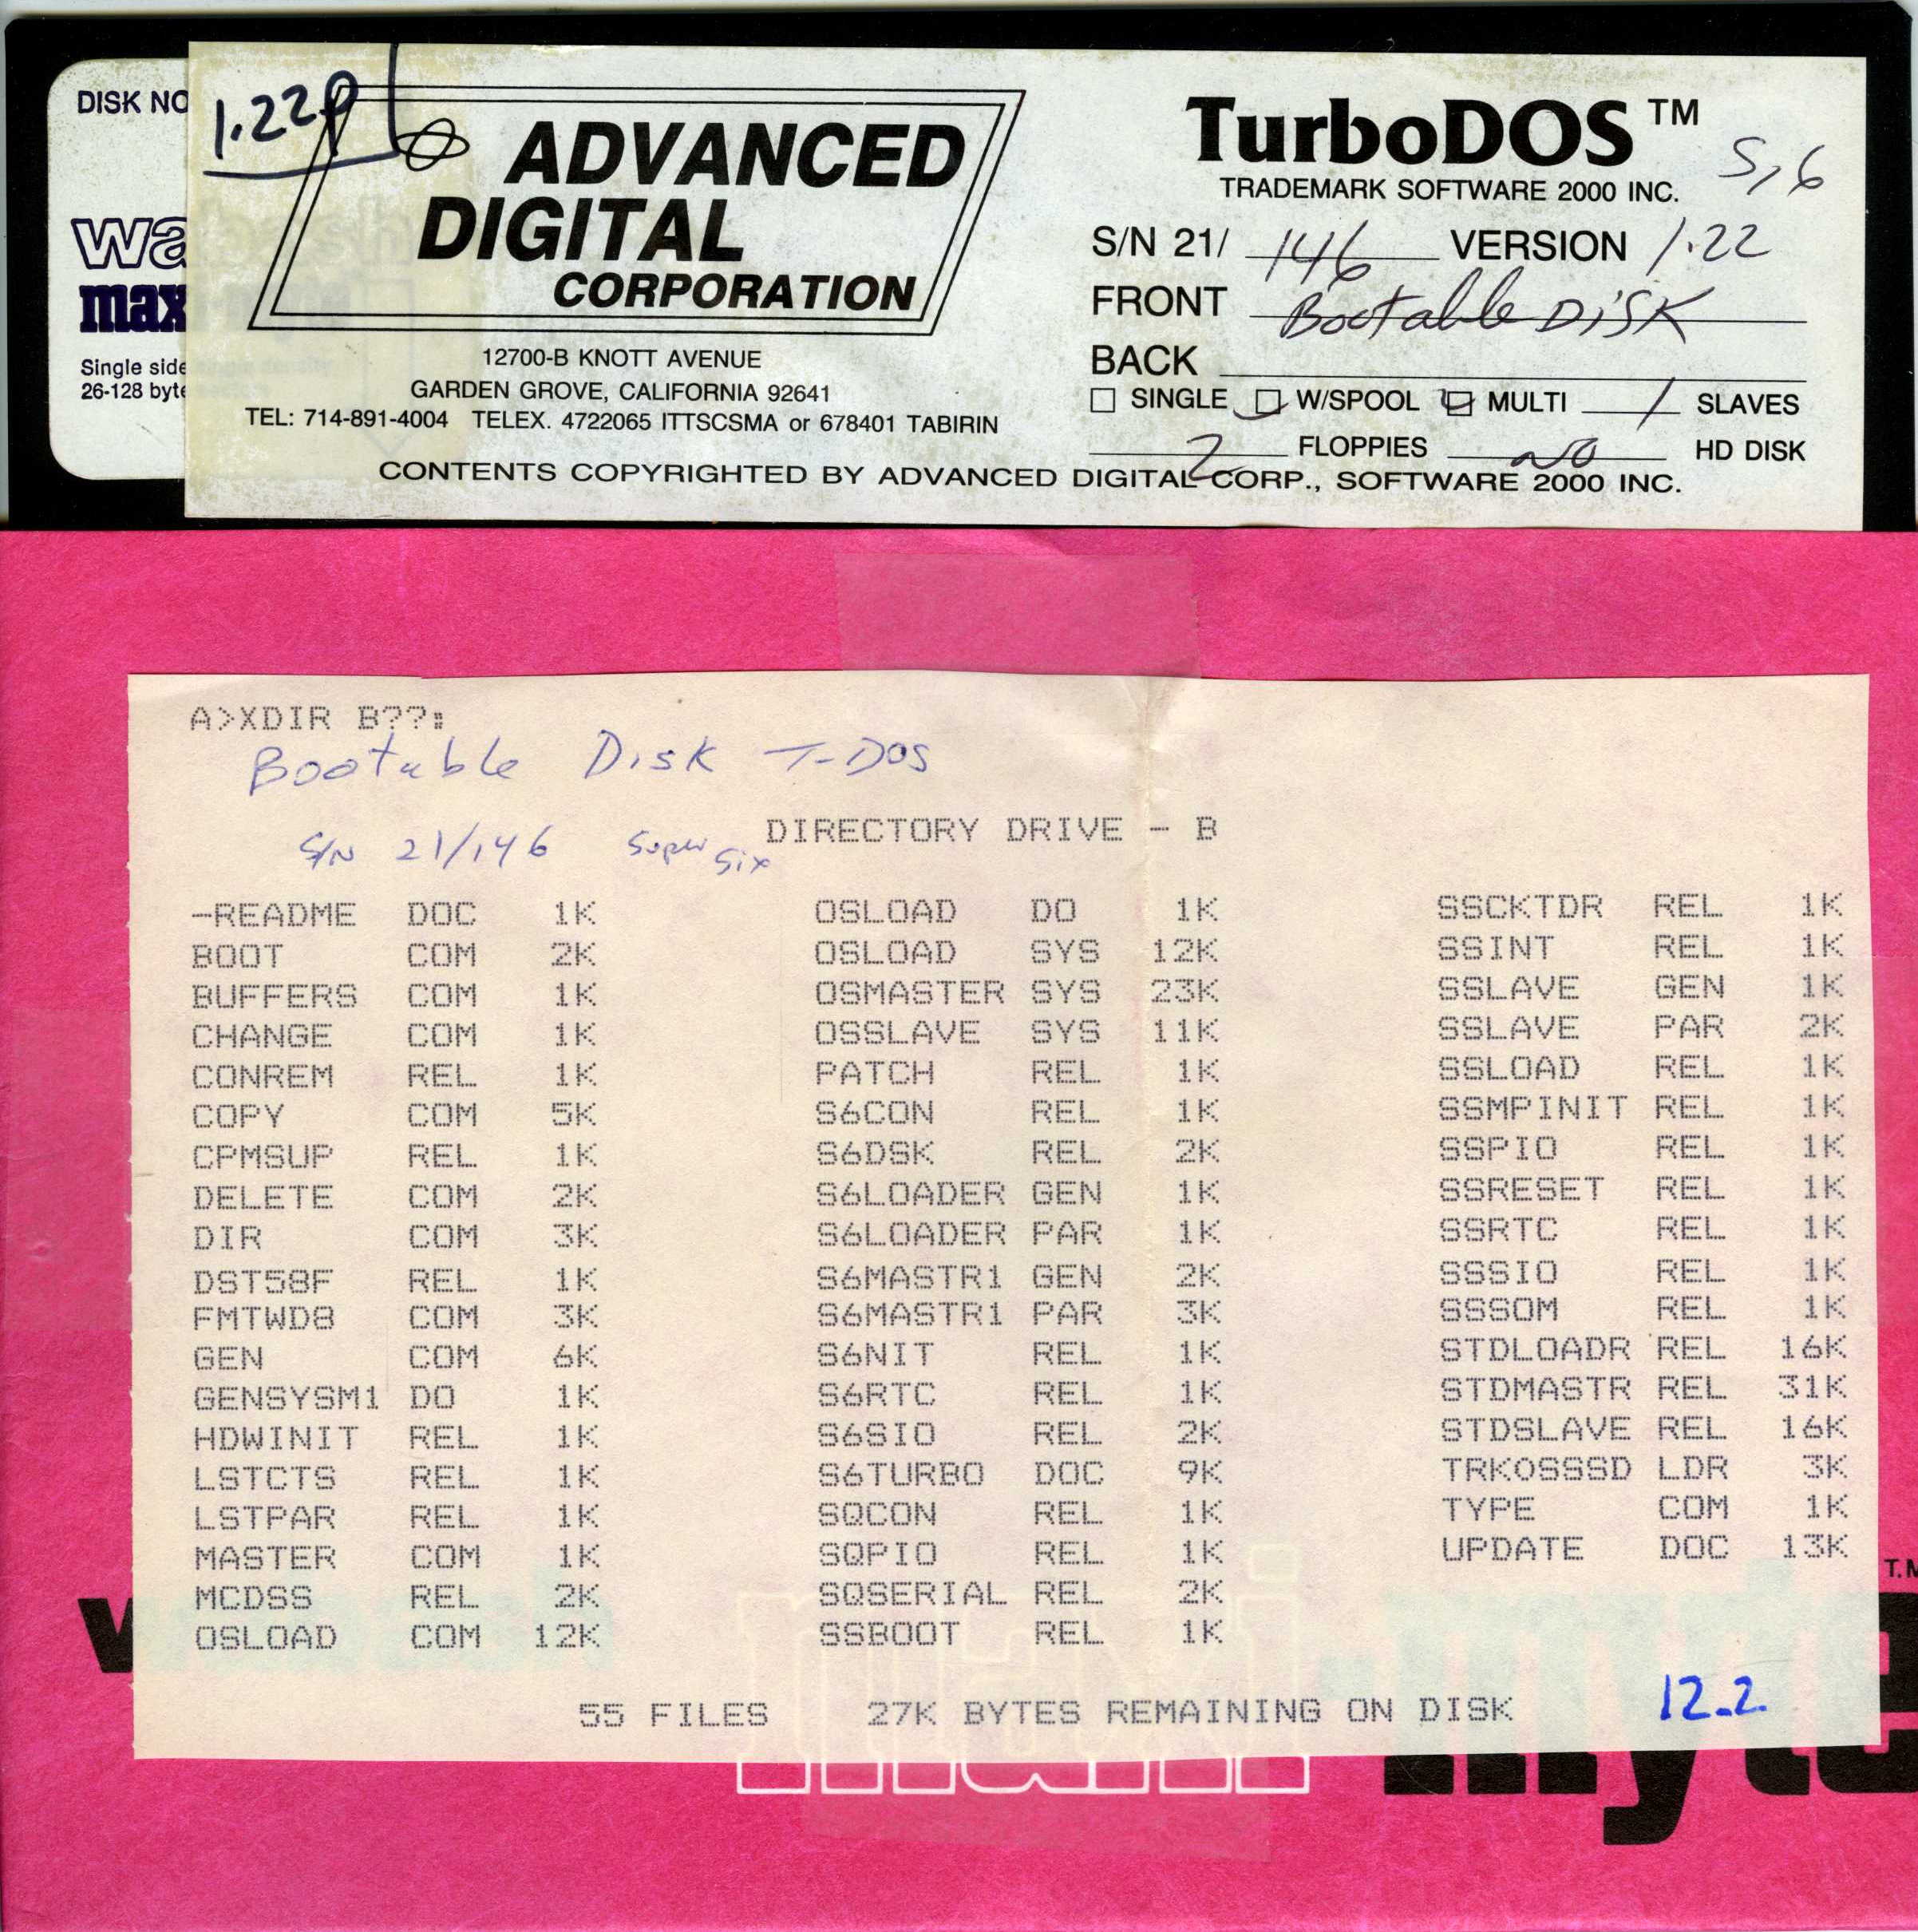 DISK NO
1.22P
ADVANCED
DIGITAL
CORPORATION
12700-B KNOTT AVENUE
GARDEN GROVE, CALIFORNIA 92641
TEL: 714-891-4004 TELEX. 4722065 ITTSCSMA or 678401 TABIRIN
wa
max
Single side
26-128 byte
TurboDOS™
S,6
TRADEMARK SOFTWARE 2000 INC.
S/N 21/ 146 VERSION 1.22
FRONT Bootable DiSK
BACK
SINGLE W/SPOOL MULTI 1 SLAVES
2 FLOPPIES NO HD DISK
CONTENTS COPYRIGHTED BY ADVANCED DIGITAL CORP., SOFTWARE 2000 INC.
A>XDIR B??:
Bootable Disk T-DOS
S/N 21/146 Super Six
DIRECTORY DRIVE - B
-README DOC 1K OSLOAD DO 1K SSCKTDR REL 1K
BOOT COM 2K OSLOAD SYS 12K SSINT REL 1K
BUFFERS COM 1K OSMASTER SYS 23K SSLAVE GEN 1K
CHANGE COM 1K OSSLAVE SYS 11K SSLAVE PAR 2K
CONREM REL 1K PATCH REL 1K SSLOAD REL 1K
COPY COM 5K S6CON REL 1K SSMPINIT REL 1K
CPMSUP REL 1K S6DSK REL 2K SSPIO REL 1K
DELETE COM 2K S6LOADER GEN 1K SSRESET REL 1K
DIR COM 3K S6LOADER PAR 1K SSRTC REL 1K
DST58F REL 1K S6MASTR1 GEN 2K SSSIO REL 1K
FMTWD8 COM 3K S6MASTR1 PAR 3K SSSOM REL 1K
GEN COM 6K S6NIT REL 1K STDLOADR REL 16K
GENSYSM1 DO 1K S6RTC REL 1K STDMASTR REL 31K
HDWINIT REL 1K S6SIO REL 2K STDSLAVE REL 16K
LSTCTS REL 1K S6TURBO DOC 9K TRKOSSSD LDR 3K
LSTPAR REL 1K SQCON REL 1K TYPE COM 1K
MASTER COM 1K SQPIO REL 1K UPDATE DOC 13K
MCDSS REL 2K SQSERIAL REL 2K
OSLOAD COM 12K SSBOOT REL 1K
55 FILES 27K BYTES REMAINING ON DISK
12.2
T.M